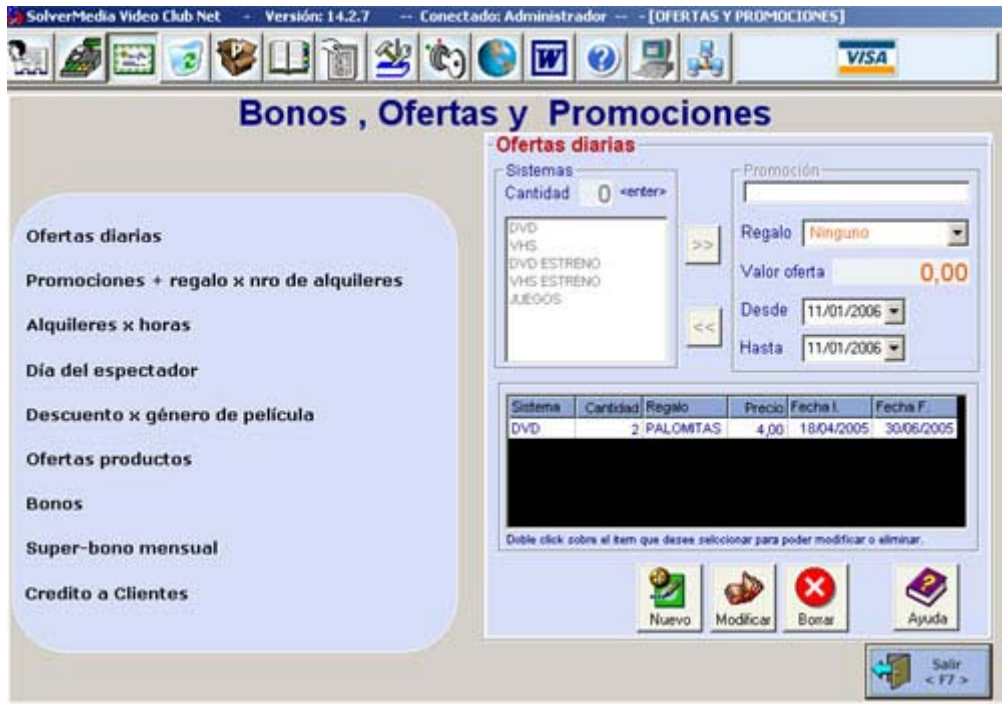 SolverMedia Video Club Net - Versión: 14.2.7 -- Conectado: Administrador -- - [OFERTAS Y PROMOCIONES]
W
VISA
Bonos , Ofertas y Promociones
Ofertas diarias
Promociones + regalo x nro de alquileres
Alquileres x horas
Día del espectador
Descuento x género de película
Ofertas productos
Bonos
Super-bono mensual
Credito a Clientes
Ofertas diarias
Sistemas
Cantidad 0 <enter>
DVD
VHS
DVD ESTRENO
VHS ESTRENO
JUEGOS
>>
<<
Promoción
Regalo Ninguno
Valor oferta 0,00
Desde 11/01/2006
Hasta 11/01/2006
Sistema Cantidad Regalo Precio Fecha I. Fecha F.
DVD 2 PALOMITAS 4,00 18/04/2005 30/06/2005
Doble click sobre el item que desee selccionar para poder modificar o eliminar.
Nuevo Modificar Borrar Ayuda
Salir
< F7 >